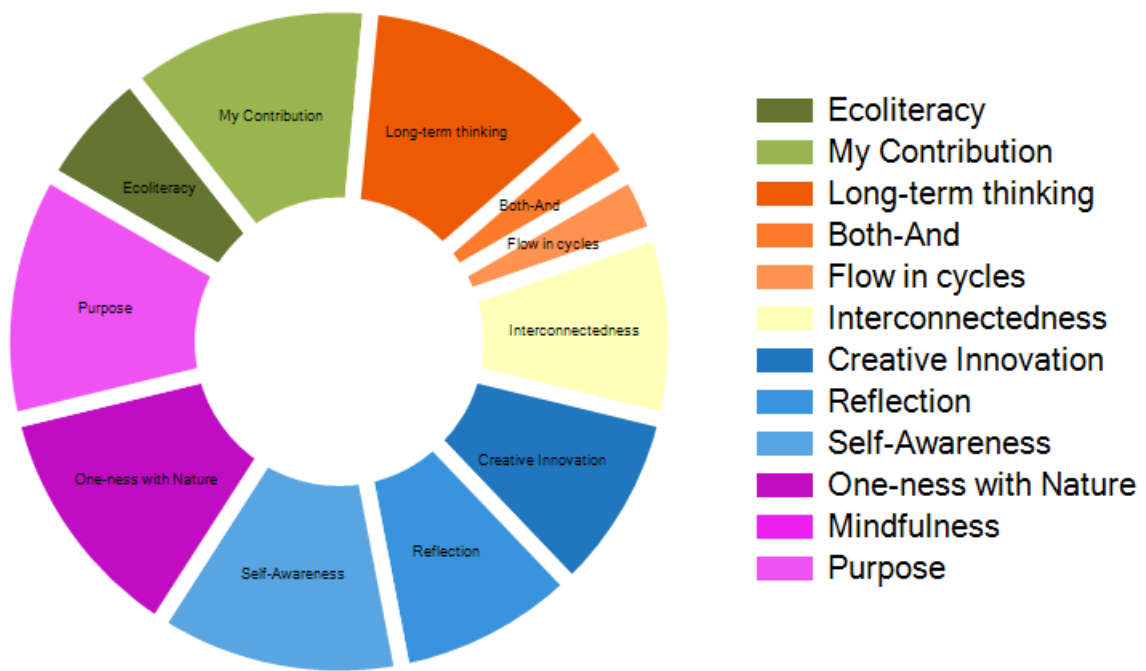 My Contribution
Long-term thinking
Ecoliteracy
Both-And
Flow in cycles
Purpose
Interconnectedness
Creative Innovation
One-ness with Nature
Reflection
Self-Awareness
Ecoliteracy
My Contribution
Long-term thinking
Both-And
Flow in cycles
Interconnectedness
Creative Innovation
Reflection
Self-Awareness
One-ness with Nature
Mindfulness
Purpose